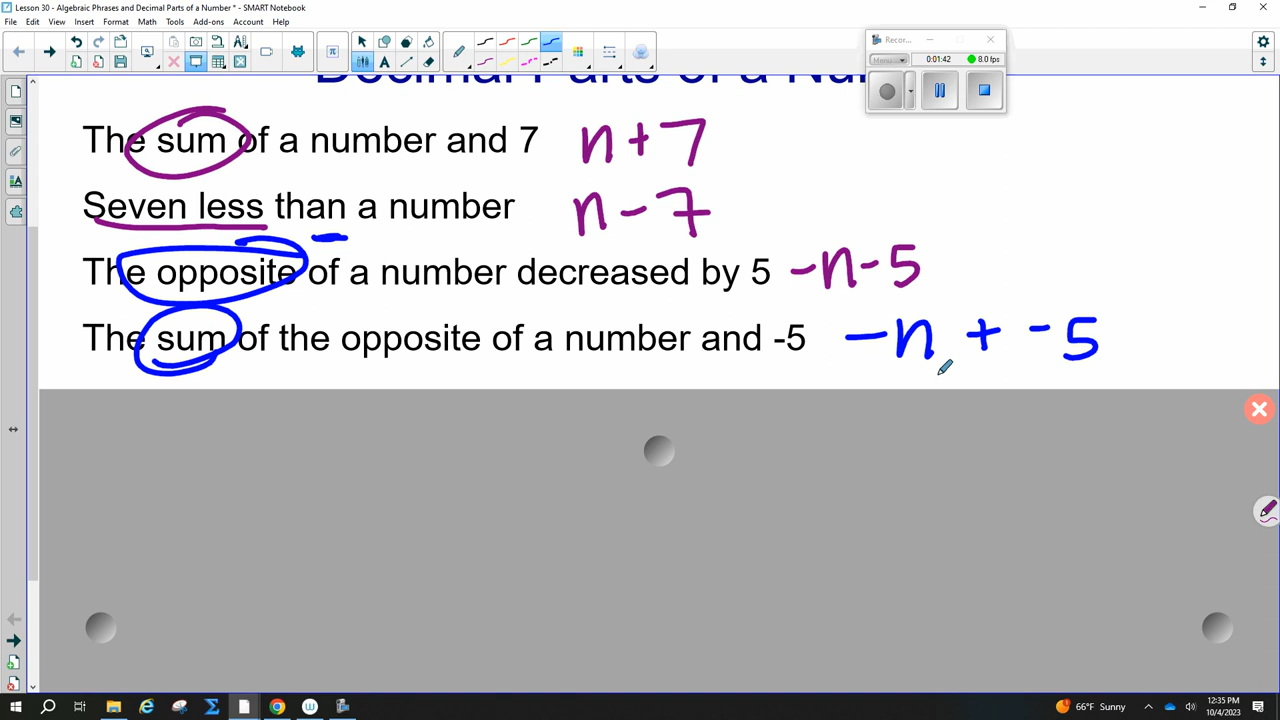 Lesson 30 - Algebraic Phrases and Decimal Parts of a Number * - SMART Notebook
File Edit View Insert Format Math Tools Add-ons Account Help
Recor...
Menu
0:01:42 8.0 fps
Decimal Parts of a Nu
The sum of a number and 7 n + 7
Seven less than a number n - 7
The opposite of a number decreased by 5 -n - 5
The sum of the opposite of a number and -5 -n + -5
66°F Sunny
12:35 PM
10/4/2023